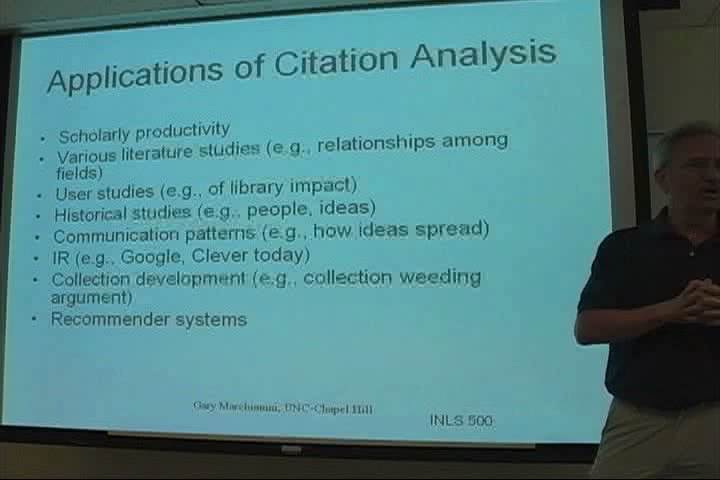 Applications of Citation Analysis
• Scholarly productivity
• Various literature studies (e.g., relationships among
fields)
• User studies (e.g., of library impact)
• Historical studies (e.g., people, ideas)
• Communication patterns (e.g., how ideas spread)
• IR (e.g., Google, Clever today)
• Collection development (e.g., collection weeding
argument)
• Recommender systems
Gary Marchionini, UNC-Chapel Hill
INLS 500